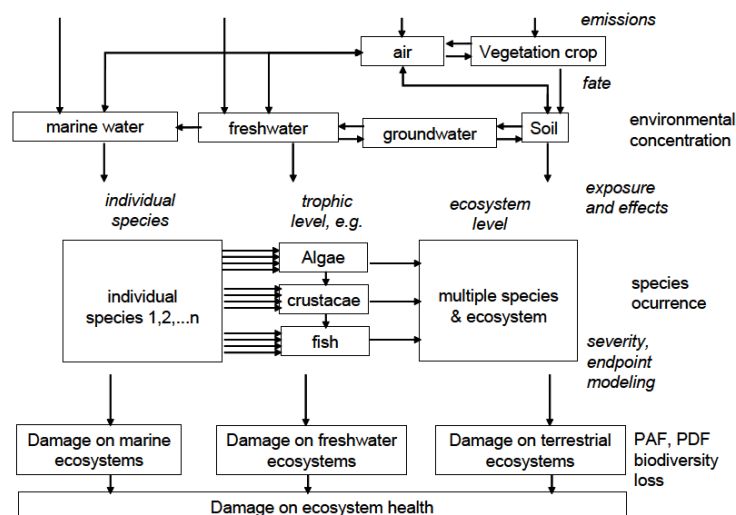 emissions
air
Vegetation crop
fate
marine water
freshwater
groundwater
Soil
environmental
concentration
individual
species
trophic
level, e.g.
ecosystem
level
exposure
and effects
Algae
individual
species 1,2,...n
crustacae
multiple species
& ecosystem
species
ocurrence
fish
severity,
endpoint
modeling
Damage on marine
ecosystems
Damage on freshwater
ecosystems
Damage on terrestrial
ecosystems
PAF, PDF
biodiversity
loss
Damage on ecosystem health